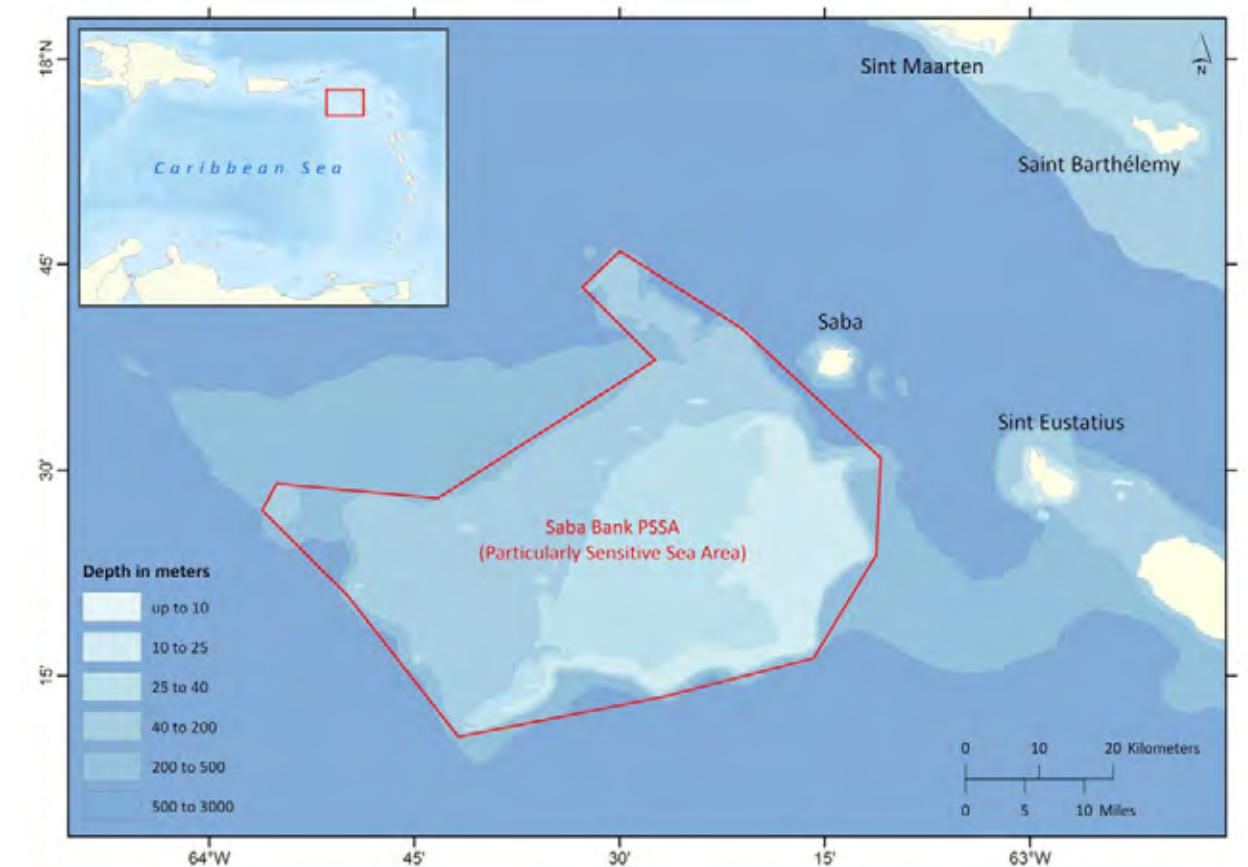 18°N
45'
30'
15'
Caribbean Sea
Sint Maarten
N
Saint Barthélemy
Saba
Sint Eustatius
Saba Bank PSSA
(Particularly Sensitive Sea Area)
Depth in meters
up to 10
10 to 25
25 to 40
40 to 200
200 to 500
500 to 3000
0 10 20 Kilometers
0 5 10 Miles
64°W 45' 30' 15' 63°W